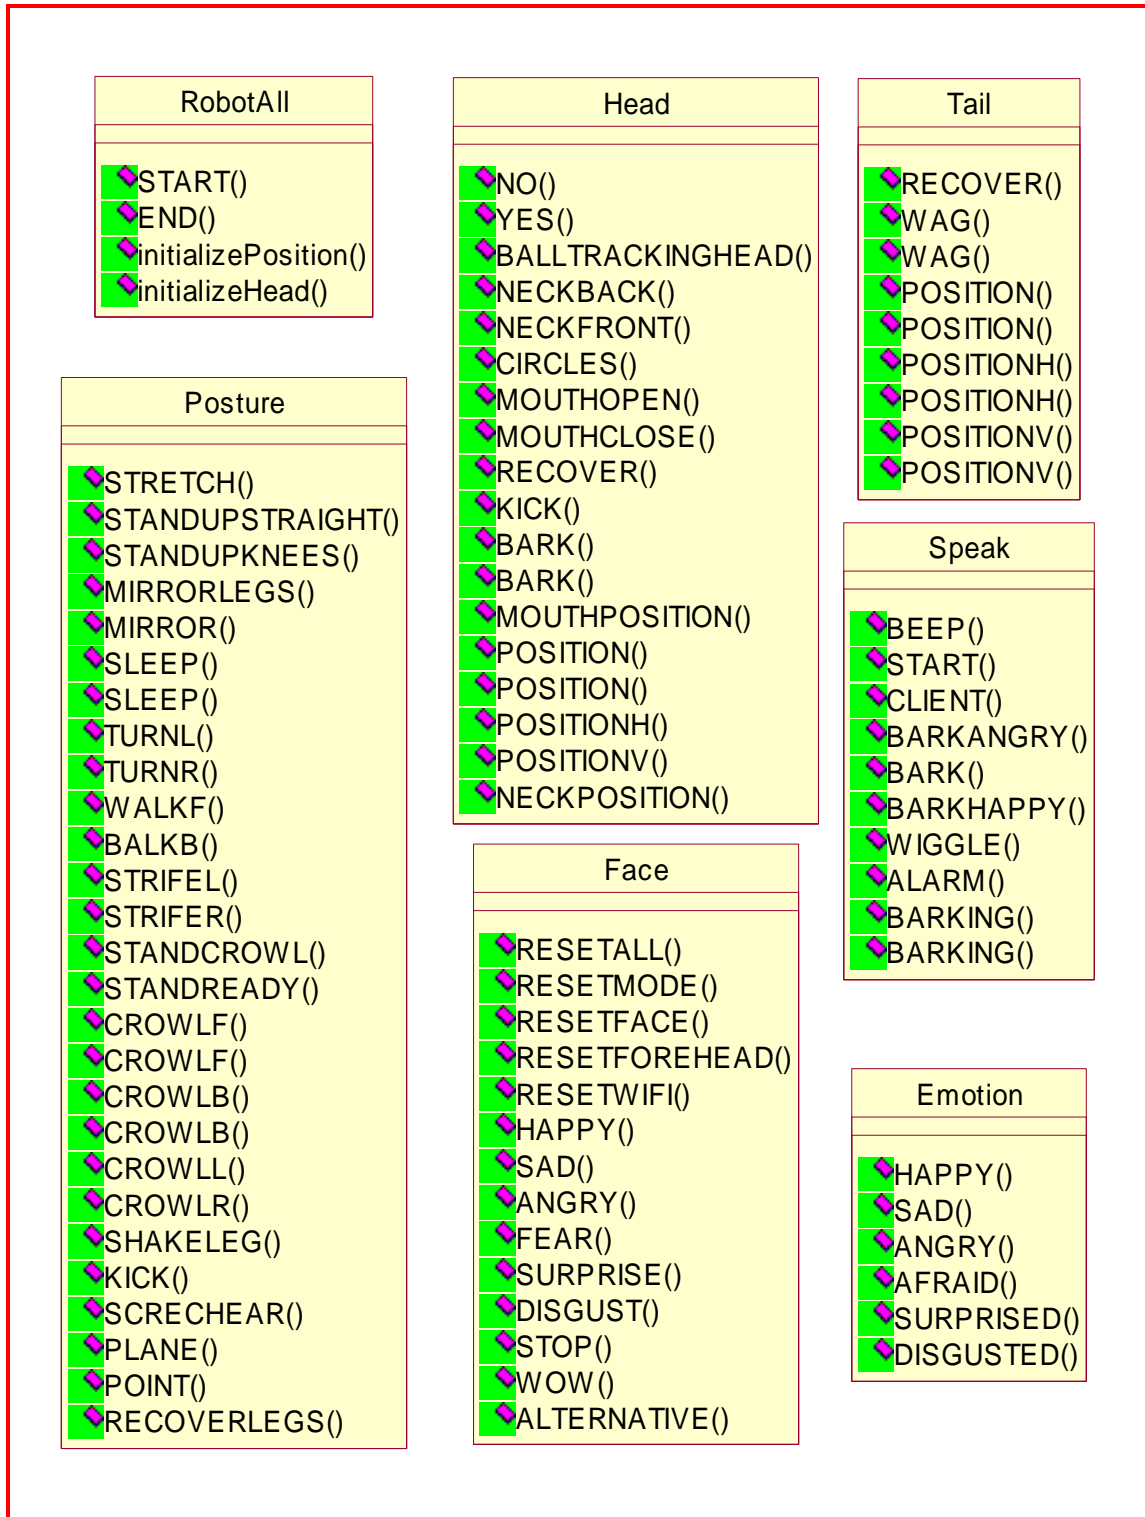 RobotAll
START()
END()
initializePosition()
initializeHead()
Head
NO()
YES()
BALLTRACKINGHEAD()
NECKBACK()
NECKFRONT()
CIRCLES()
MOUTHOPEN()
MOUTHCLOSE()
RECOVER()
KICK()
BARK()
BARK()
MOUTHPOSITION()
POSITION()
POSITION()
POSITIONH()
POSITIONV()
NECKPOSITION()
Tail
RECOVER()
WAG()
WAG()
POSITION()
POSITION()
POSITIONH()
POSITIONH()
POSITIONV()
POSITIONV()
Posture
STRETCH()
STANDUPSTRAIGHT()
STANDUPKNEES()
MIRRORLEGS()
MIRROR()
SLEEP()
SLEEP()
TURNL()
TURNR()
WALKF()
BALKB()
STRIFEL()
STRIFER()
STANDCROWL()
STANDREADY()
CROWLF()
CROWLF()
CROWLB()
CROWLB()
CROWLL()
CROWLR()
SHAKELEG()
KICK()
SCRECHEAR()
PLANE()
POINT()
RECOVERLEGS()
Face
RESETALL()
RESETMODE()
RESETFACE()
RESETFOREHEAD()
RESETWIFI()
HAPPY()
SAD()
ANGRY()
FEAR()
SURPRISE()
DISGUST()
STOP()
WOW()
ALTERNATIVE()
Speak
BEEP()
START()
CLIENT()
BARKANGRY()
BARK()
BARKHAPPY()
WIGGLE()
ALARM()
BARKING()
BARKING()
Emotion
HAPPY()
SAD()
ANGRY()
AFRAID()
SURPRISED()
DISGUSTED()